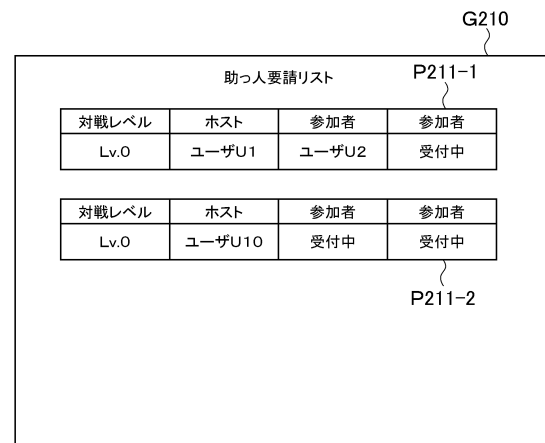 G210
助っ人要請リスト P211-1
対戦レベル ホスト 参加者 参加者
Lv.0 ユーザU1 ユーザU2 受付中
対戦レベル ホスト 参加者 参加者
Lv.0 ユーザU10 受付中 受付中
P211-2